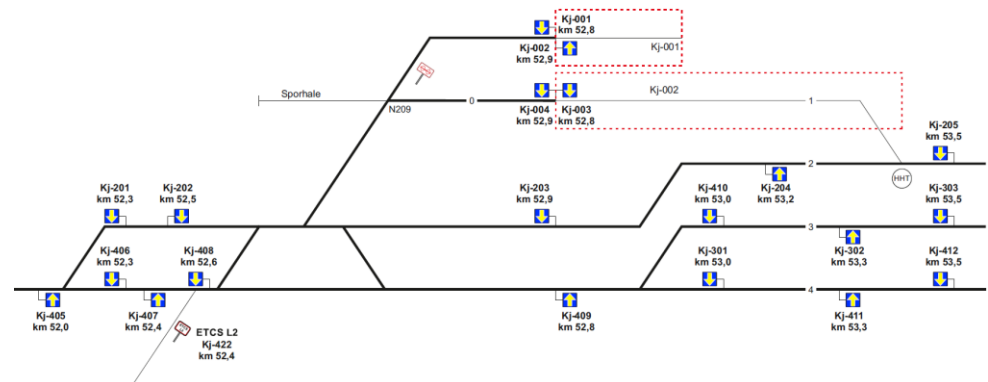 Kj-001
km 52,8
Kj-002
km 52,9
Kj-001
Sporhale
N209
0
Kj-004
km 52,9
Kj-003
km 52,8
Kj-002
1
Kj-205
km 53,5
HHT
2
Kj-201
km 52,3
Kj-202
km 52,5
Kj-203
km 52,9
Kj-204
km 53,2
Kj-410
km 53,0
Kj-303
km 53,5
3
Kj-406
km 52,3
Kj-408
km 52,6
Kj-301
km 53,0
Kj-302
km 53,3
Kj-412
km 53,5
4
Kj-405
km 52,0
Kj-407
km 52,4
ETCS L2
Kj-422
km 52,4
Kj-409
km 52,8
Kj-411
km 53,3